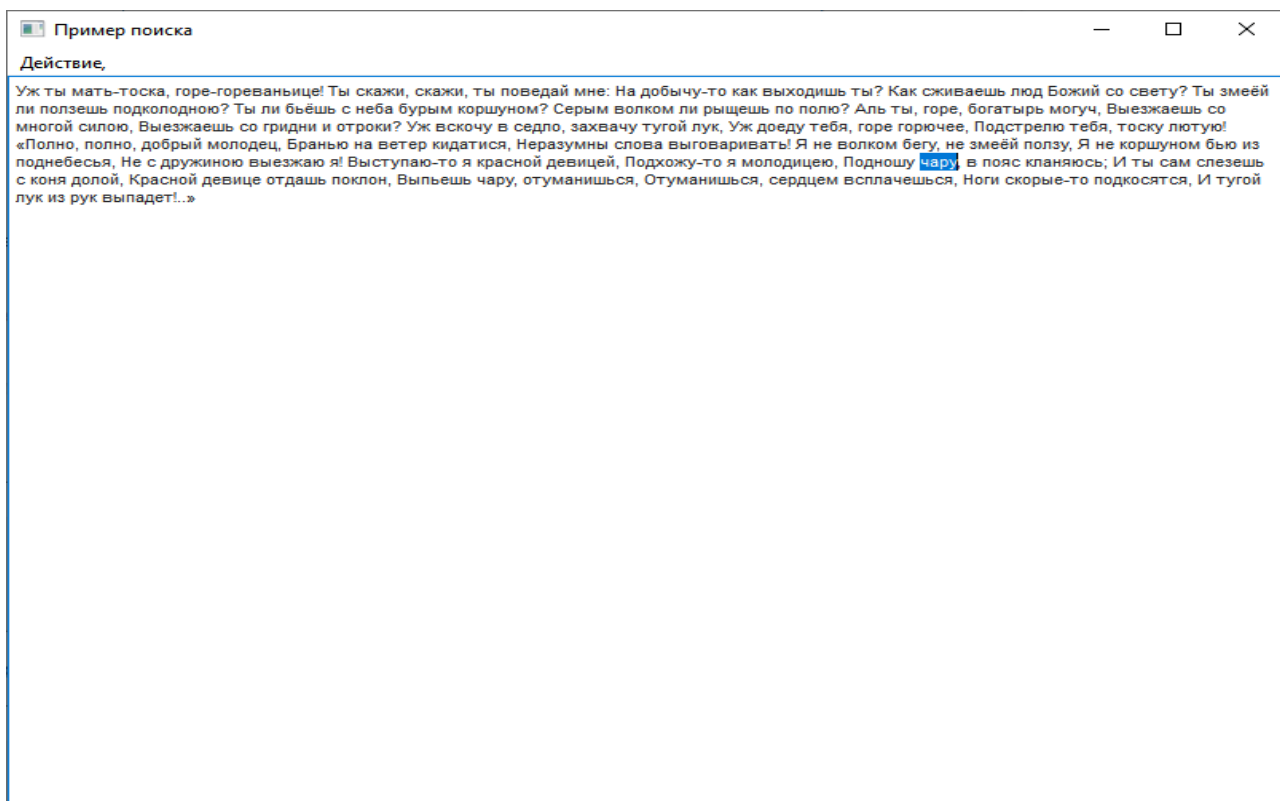 Пример поиска
Действие,
Уж ты мать-тоска, горе-гореваньице! Ты скажи, скажи, ты поведай мне: На добычу-то как выходишь ты? Как сживаешь люд Божий со свету? Ты змеёй
ли ползешь подколодною? Ты ли бьёшь с неба бурым коршуном? Серым волком ли рыщешь по полю? Аль ты, горе, богатырь могуч, Выезжаешь со
многой силою, Выезжаешь со гридни и отроки? Уж вскочу в седло, захвачу тугой лук, Уж доеду тебя, горе горючее, Подстрелю тебя, тоску лютую!
«Полно, полно, добрый молодец, Бранью на ветер кидатися, Неразумны слова выговаривать! Я не волком бегу, не змеёй ползу, Я не коршуном бью из
поднебесья, Не с дружиною выезжаю я! Выступаю-то я красной девицей, Подхожу-то я молодицею, Подношу чару, в пояс кланяюсь; И ты сам слезешь
с коня долой, Красной девице отдашь поклон, Выпьешь чару, отуманишься, Отуманишься, сердцем всплачешься, Ноги скорые-то подкосятся, И тугой
лук из рук выпадет!..»